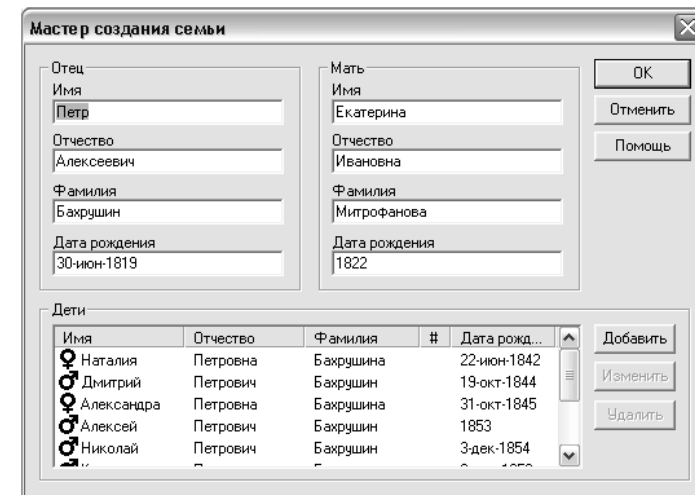 Мастер создания семьи
Отец
Имя
Петр
Отчество
Алексеевич
Фамилия
Бахрушин
Дата рождения
30-июн-1819
Мать
Имя
Екатерина
Отчество
Ивановна
Фамилия
Митрофанова
Дата рождения
1822
OK
Отменить
Помощь
Дети
Имя Отчество Фамилия # Дата рожд...
Наталия Петровна Бахрушина 22-июн-1842
Дмитрий Петрович Бахрушин 19-окт-1844
Александра Петровна Бахрушина 31-окт-1845
Алексей Петрович Бахрушин 1853
Николай Петрович Бахрушин 3-дек-1854
Добавить
Изменить
Удалить